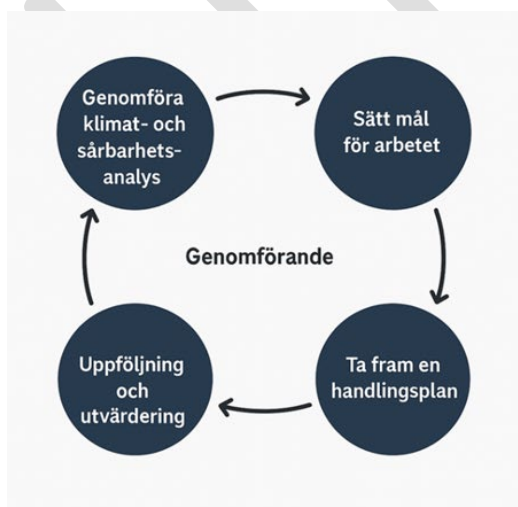 Genomföra
klimat- och
sårbarhets-
analys
Sätt mål
för arbetet
Genomförande
Uppföljning
och
utvärdering
Ta fram en
handlingsplan